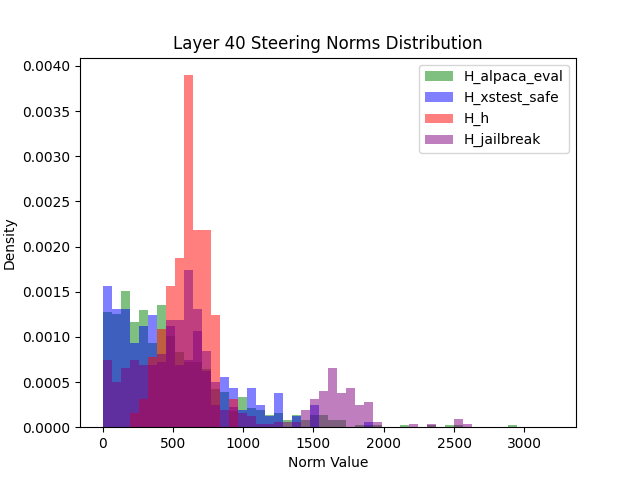 Layer 40 Steering Norms Distribution
H_alpaca_eval
H_xstest_safe
H_h
H_jailbreak
Density
0.0040
0.0035
0.0030
0.0025
0.0020
0.0015
0.0010
0.0005
0.0000
0 500 1000 1500 2000 2500 3000
Norm Value